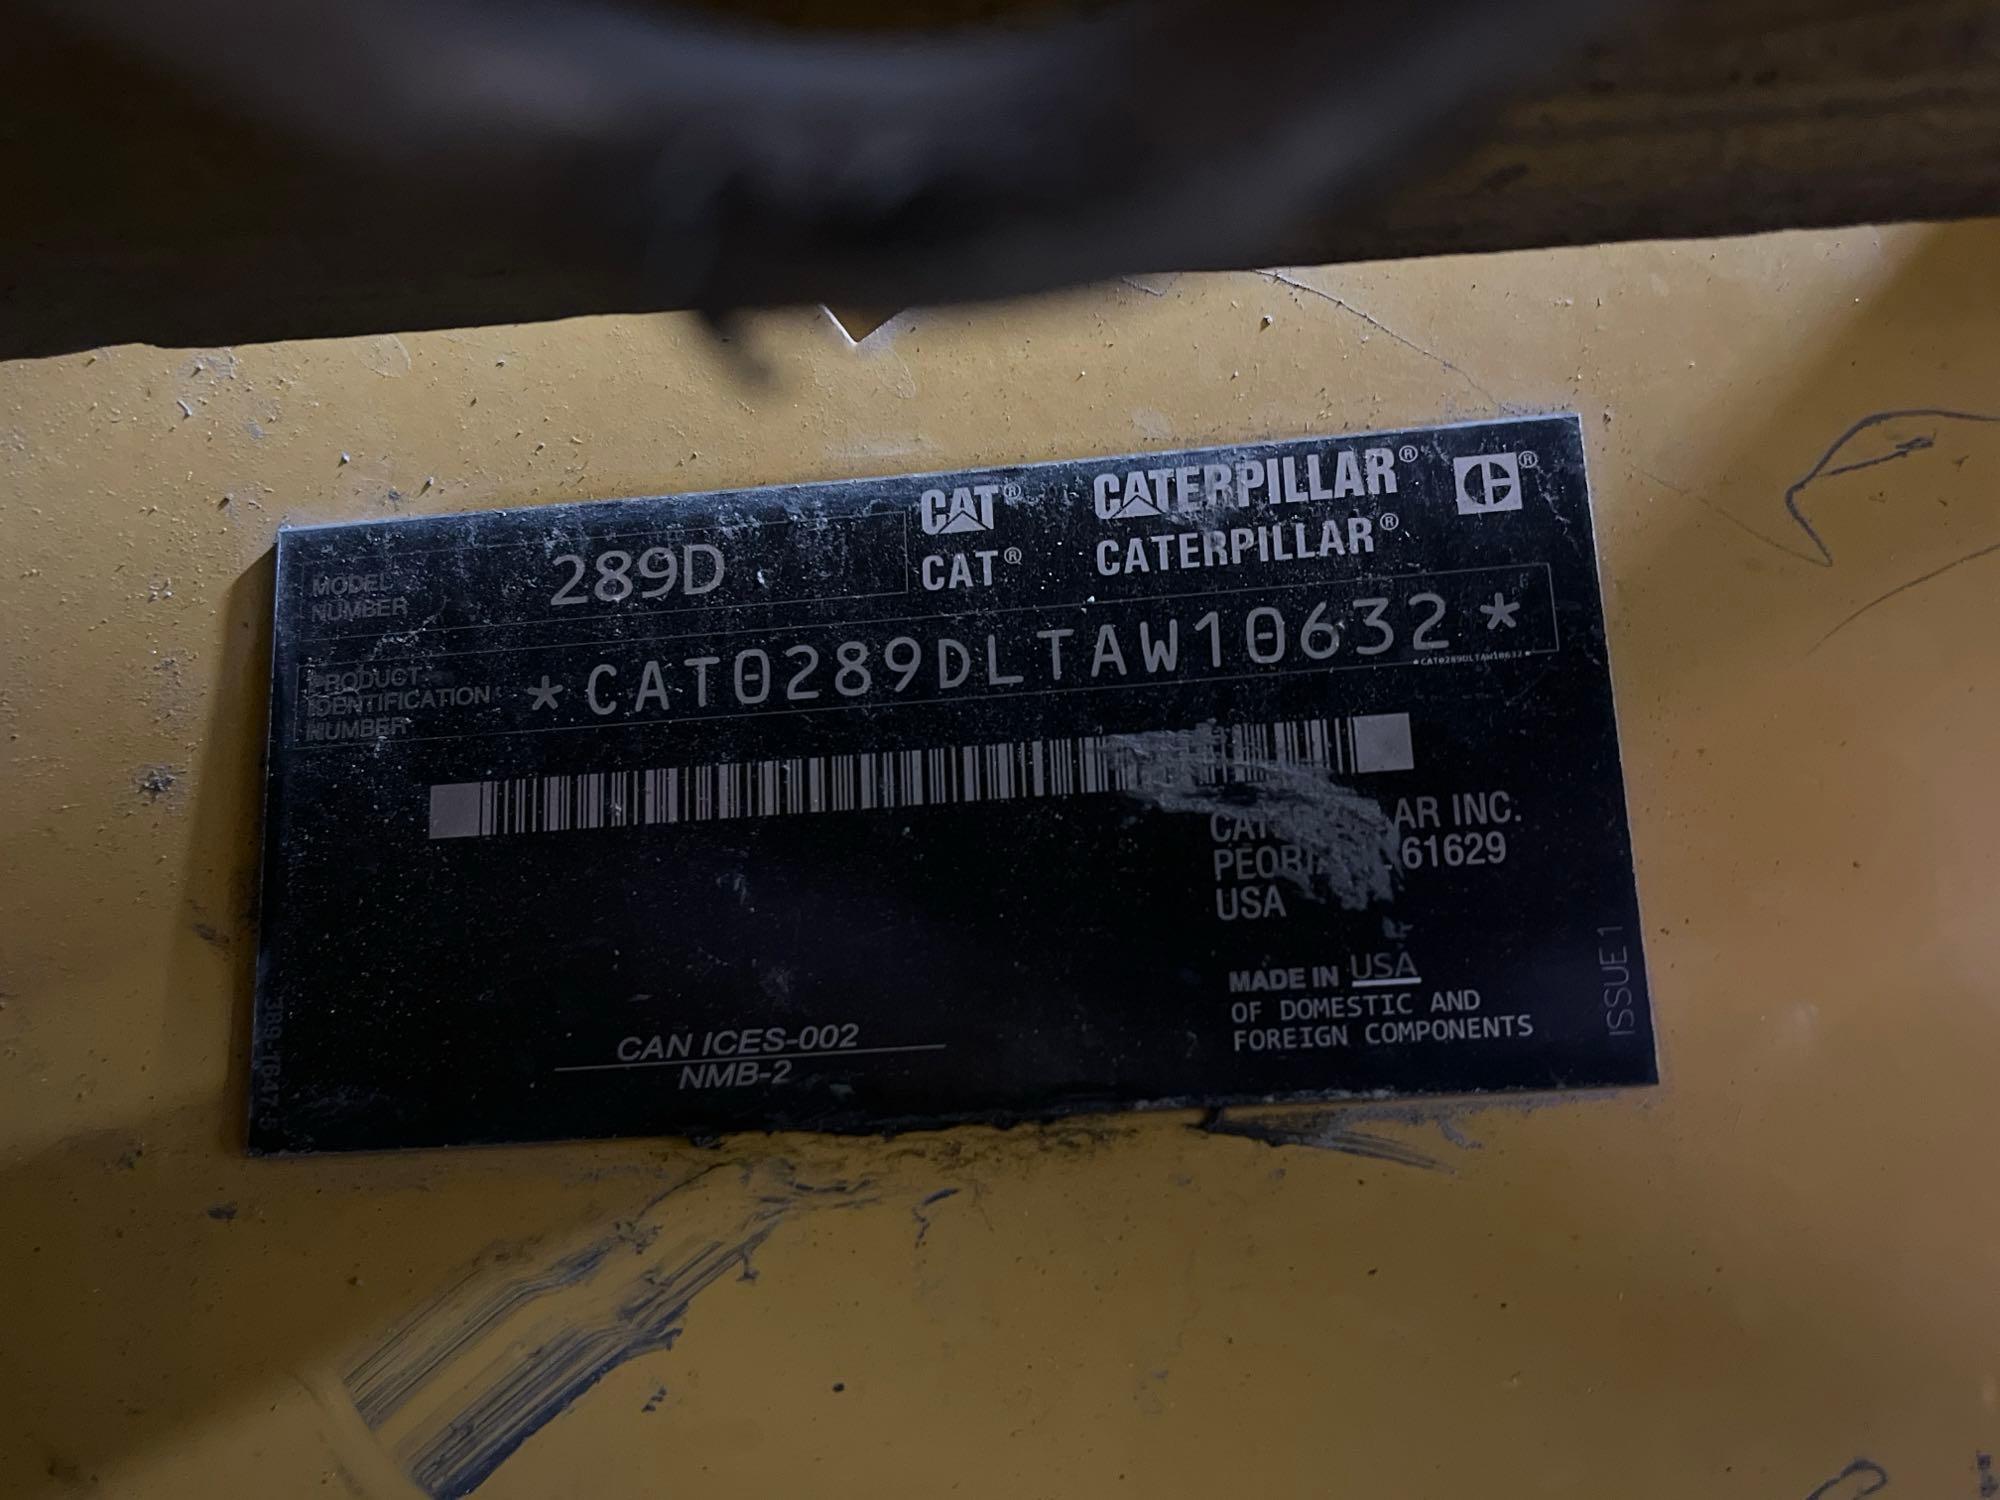 CAT® CATERPILLAR® ®
CAT® CATERPILLAR®
MODEL
NUMBER
289D
PRODUCT
IDENTIFICATION
NUMBER
*CAT0289DLTAW10632*
G
*CAT0289DLTAW10632*
AR INC.
61629
USA
MADE IN USA
OF DOMESTIC AND
FOREIGN COMPONENTS
CAN ICES-002
NMB-2
ISSUE 1